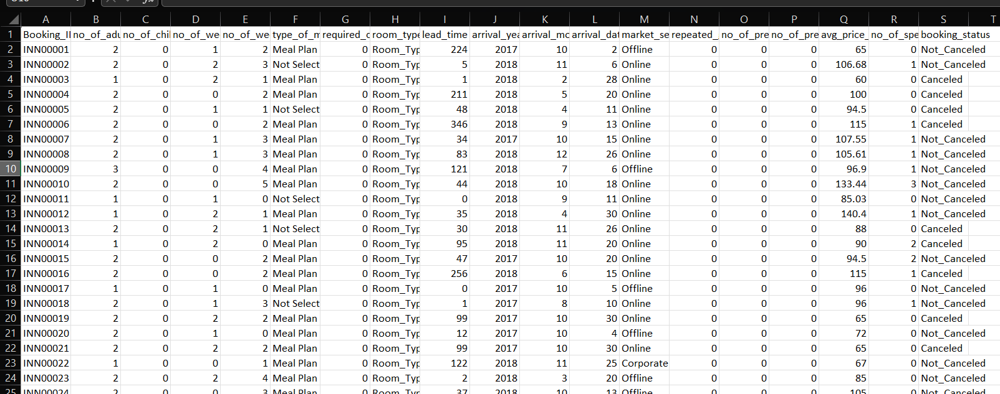 A B C D E F G H I J K L M N O P Q R S T
1 Booking_II no_of_adu no_of_chil no_of_we no_of_we type_of_m required_c room_type lead_time arrival_yea arrival_mo arrival_dat market_se repeated_ no_of_pre no_of_pre avg_price_ no_of_spe booking_status
2 INN00001 2 0 1 2 Meal Plan 0 Room_Typ 224 2017 10 2 Offline 0 0 0 65 0 Not_Canceled
3 INN00002 2 0 2 3 Not Select 0 Room_Typ 5 2018 11 6 Online 0 0 0 106.68 1 Not_Canceled
4 INN00003 1 0 2 1 Meal Plan 0 Room_Typ 1 2018 2 28 Online 0 0 0 60 0 Canceled
5 INN00004 2 0 0 2 Meal Plan 0 Room_Typ 211 2018 5 20 Online 0 0 0 100 0 Canceled
6 INN00005 2 0 1 1 Not Select 0 Room_Typ 48 2018 4 11 Online 0 0 0 94.5 0 Canceled
7 INN00006 2 0 0 2 Meal Plan 0 Room_Typ 346 2018 9 13 Online 0 0 0 115 1 Canceled
8 INN00007 2 0 1 3 Meal Plan 0 Room_Typ 34 2017 10 15 Online 0 0 0 107.55 1 Not_Canceled
9 INN00008 2 0 1 3 Meal Plan 0 Room_Typ 83 2018 12 26 Online 0 0 0 105.61 1 Not_Canceled
10 INN00009 3 0 0 4 Meal Plan 0 Room_Typ 121 2018 7 6 Offline 0 0 0 96.9 1 Not_Canceled
11 INN00010 2 0 0 5 Meal Plan 0 Room_Typ 44 2018 10 18 Online 0 0 0 133.44 3 Not_Canceled
12 INN00011 1 0 1 0 Not Select 0 Room_Typ 0 2018 9 11 Online 0 0 0 85.03 0 Not_Canceled
13 INN00012 1 0 2 1 Meal Plan 0 Room_Typ 35 2018 4 30 Online 0 0 0 140.4 1 Not_Canceled
14 INN00013 2 0 2 1 Not Select 0 Room_Typ 30 2018 11 26 Online 0 0 0 88 0 Canceled
15 INN00014 1 0 2 0 Meal Plan 0 Room_Typ 95 2018 11 20 Online 0 0 0 90 2 Canceled
16 INN00015 2 0 0 2 Meal Plan 0 Room_Typ 47 2017 10 20 Online 0 0 0 94.5 2 Not_Canceled
17 INN00016 2 0 0 2 Meal Plan 0 Room_Typ 256 2018 6 15 Online 0 0 0 115 1 Canceled
18 INN00017 1 0 1 0 Meal Plan 0 Room_Typ 0 2017 10 5 Offline 0 0 0 96 0 Not_Canceled
19 INN00018 2 0 1 3 Not Select 0 Room_Typ 1 2017 8 10 Online 0 0 0 96 1 Not_Canceled
20 INN00019 2 0 2 2 Meal Plan 0 Room_Typ 99 2017 10 30 Online 0 0 0 65 0 Canceled
21 INN00020 2 0 1 0 Meal Plan 0 Room_Typ 12 2017 10 4 Offline 0 0 0 72 0 Not_Canceled
22 INN00021 2 0 2 2 Meal Plan 0 Room_Typ 99 2017 10 30 Online 0 0 0 65 0 Canceled
23 INN00022 1 0 0 1 Meal Plan 0 Room_Typ 122 2018 11 25 Corporate 0 0 0 67 0 Not_Canceled
24 INN00023 2 0 2 4 Meal Plan 0 Room_Typ 2 2018 3 20 Offline 0 0 0 85 0 Not_Canceled
25 INN00024 2 0 0 3 Meal Plan 0 Room_Typ 37 2018 10 13 Offline 0 0 0 105 0 Not_Canceled